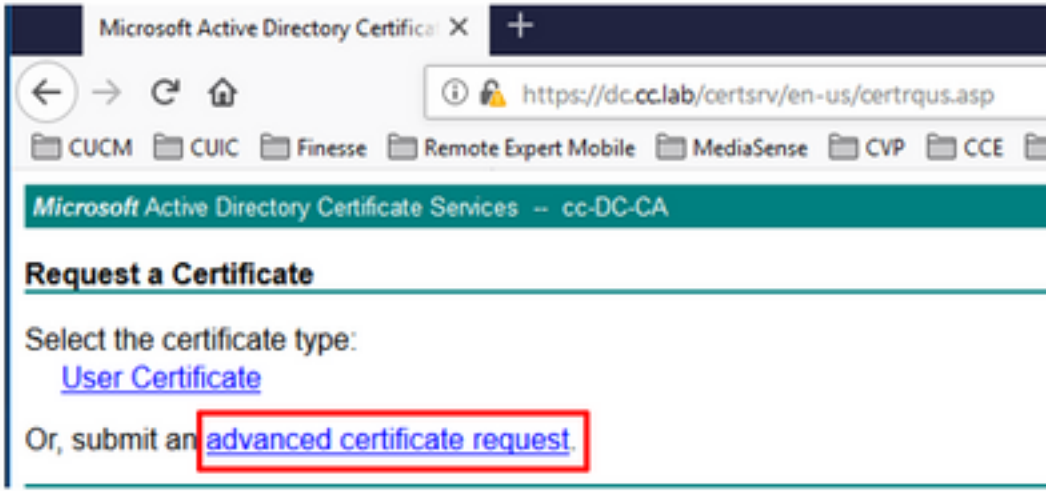 Microsoft Active Directory Certifica
https://dc.cc.lab/certsrv/en-us/certrqus.asp
CUCM CUIC Finesse Remote Expert Mobile MediaSense CVP CCE
Microsoft Active Directory Certificate Services -- cc-DC-CA
Request a Certificate
Select the certificate type:
User Certificate
Or, submit an advanced certificate request.